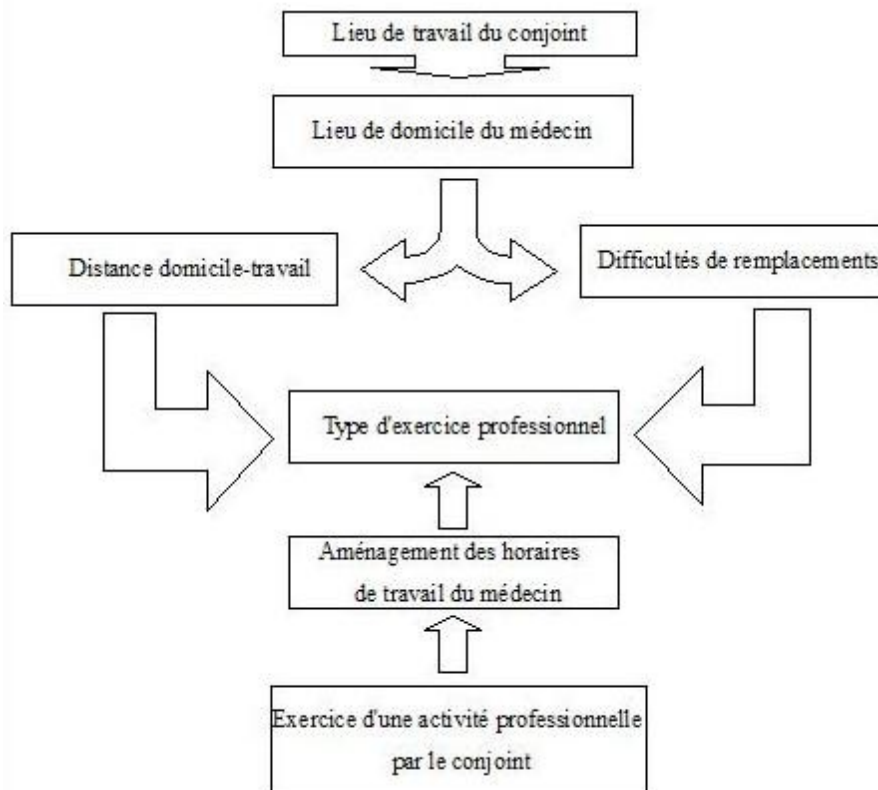 Lieu de travail du conjoint
Lieu de domicile du médecin
Distance domicile-travail
Difficultés de remplacements
Type d'exercice professionnel
Aménagement des horaires
de travail du médecin
Exercice d'une activité professionnelle
par le conjoint